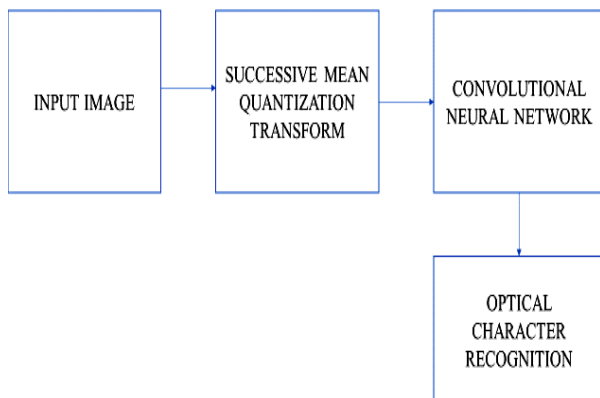 INPUT IMAGE
SUCCESSIVE MEAN
QUANTIZATION
TRANSFORM
CONVOLUTIONAL
NEURAL NETWORK
OPTICAL
CHARACTER
RECOGNITION